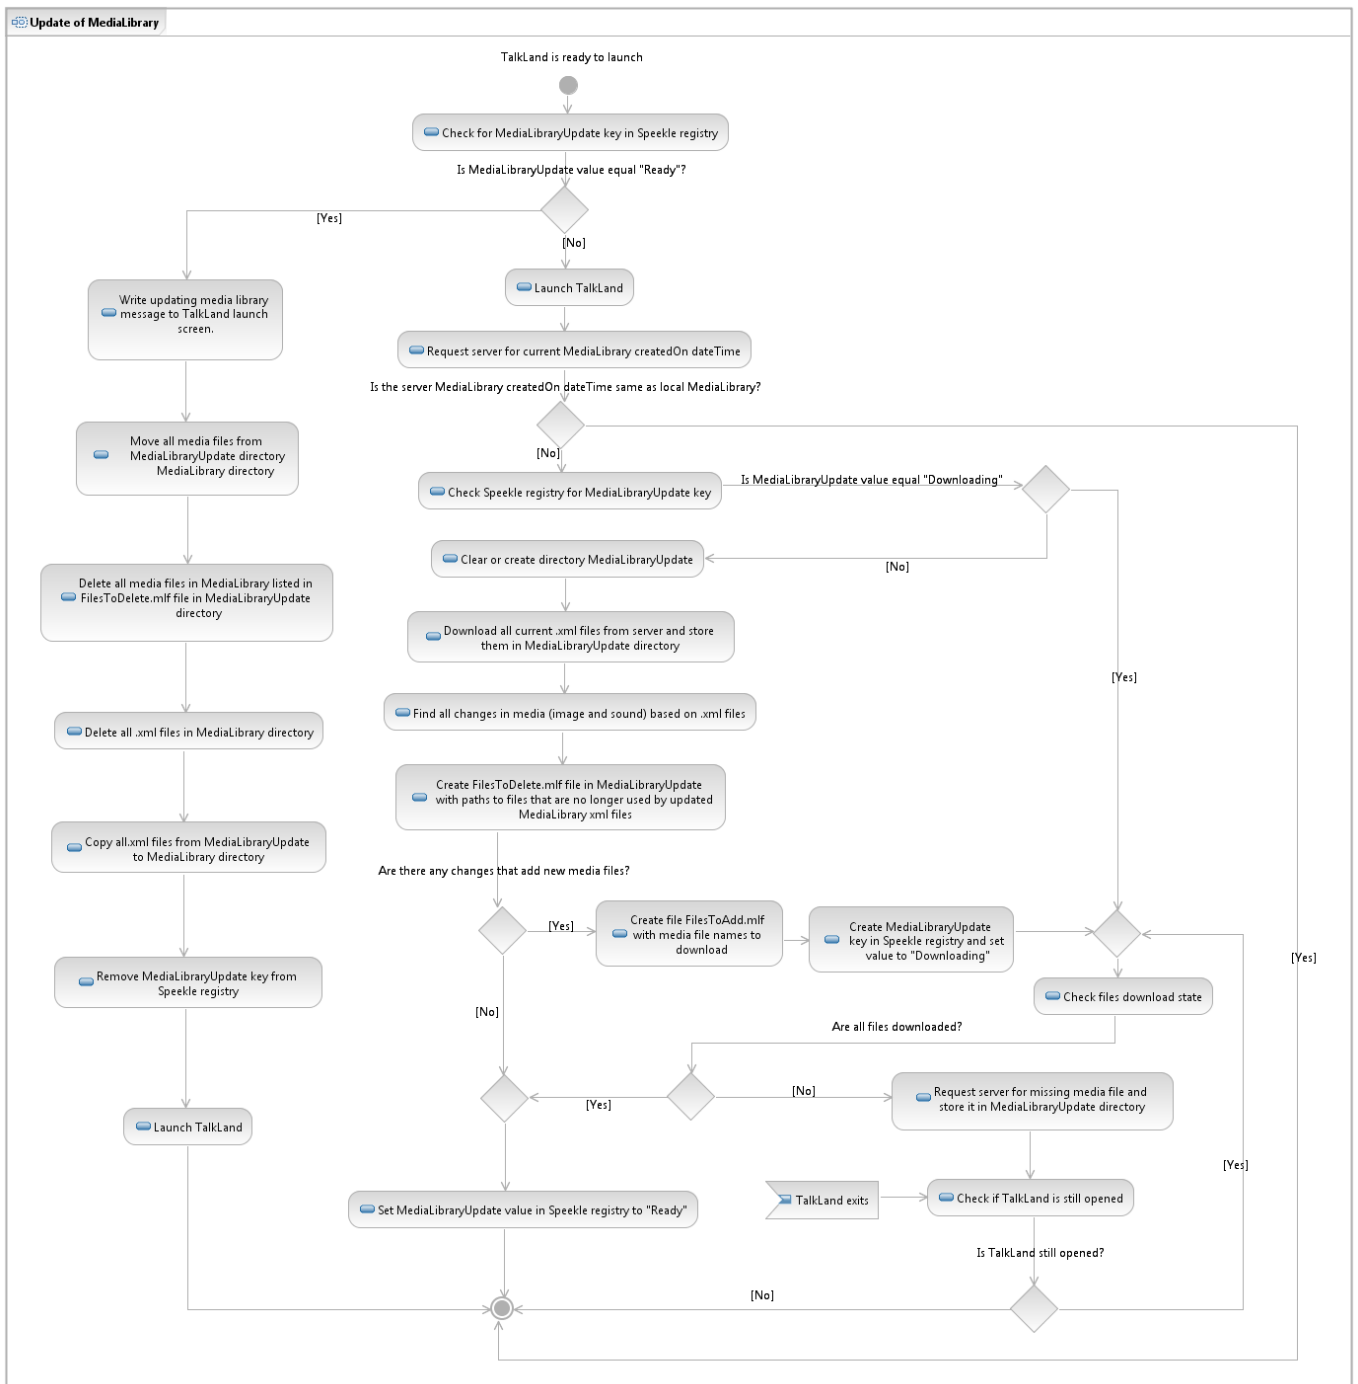 Update of MediaLibrary
TalkLand is ready to launch
Check for MediaLibraryUpdate key in Speekle registry
Is MediaLibraryUpdate value equal "Ready"?
[Yes]
[No]
Write updating media library
message to TalkLand launch
screen.
Launch TalkLand
Request server for current MediaLibrary createdOn dateTime
Is the server MediaLibrary createdOn dateTime same as local MediaLibrary?
Move all media files from
MediaLibraryUpdate directory
MediaLibrary directory
[No]
Check Speekle registry for MediaLibraryUpdate key
Is MediaLibraryUpdate value equal "Downloading"
Clear or create directory MediaLibraryUpdate
[No]
Delete all media files in MediaLibrary listed in
FilesToDelete.mlf file in MediaLibraryUpdate
directory
Download all current .xml files from server and store
them in MediaLibraryUpdate directory
[Yes]
Find all changes in media (image and sound) based on .xml files
Delete all .xml files in MediaLibrary directory
Create FilesToDelete.mlf file in MediaLibraryUpdate
with paths to files that are no longer used by updated
MediaLibrary xml files
Copy all.xml files from MediaLibraryUpdate
to MediaLibrary directory
Are there any changes that add new media files?
[Yes]
Create file FilesToAdd.mlf
with media file names to
download
Create MediaLibraryUpdate
key in Speekle registry and set
value to "Downloading"
[Yes]
Remove MediaLibraryUpdate key from
Speekle registry
Check files download state
[No]
Are all files downloaded?
[Yes]
[No]
Request server for missing media file and
store it in MediaLibraryUpdate directory
Launch TalkLand
[Yes]
Set MediaLibraryUpdate value in Speekle registry to "Ready"
TalkLand exits
Check if TalkLand is still opened
Is TalkLand still opened?
[No]